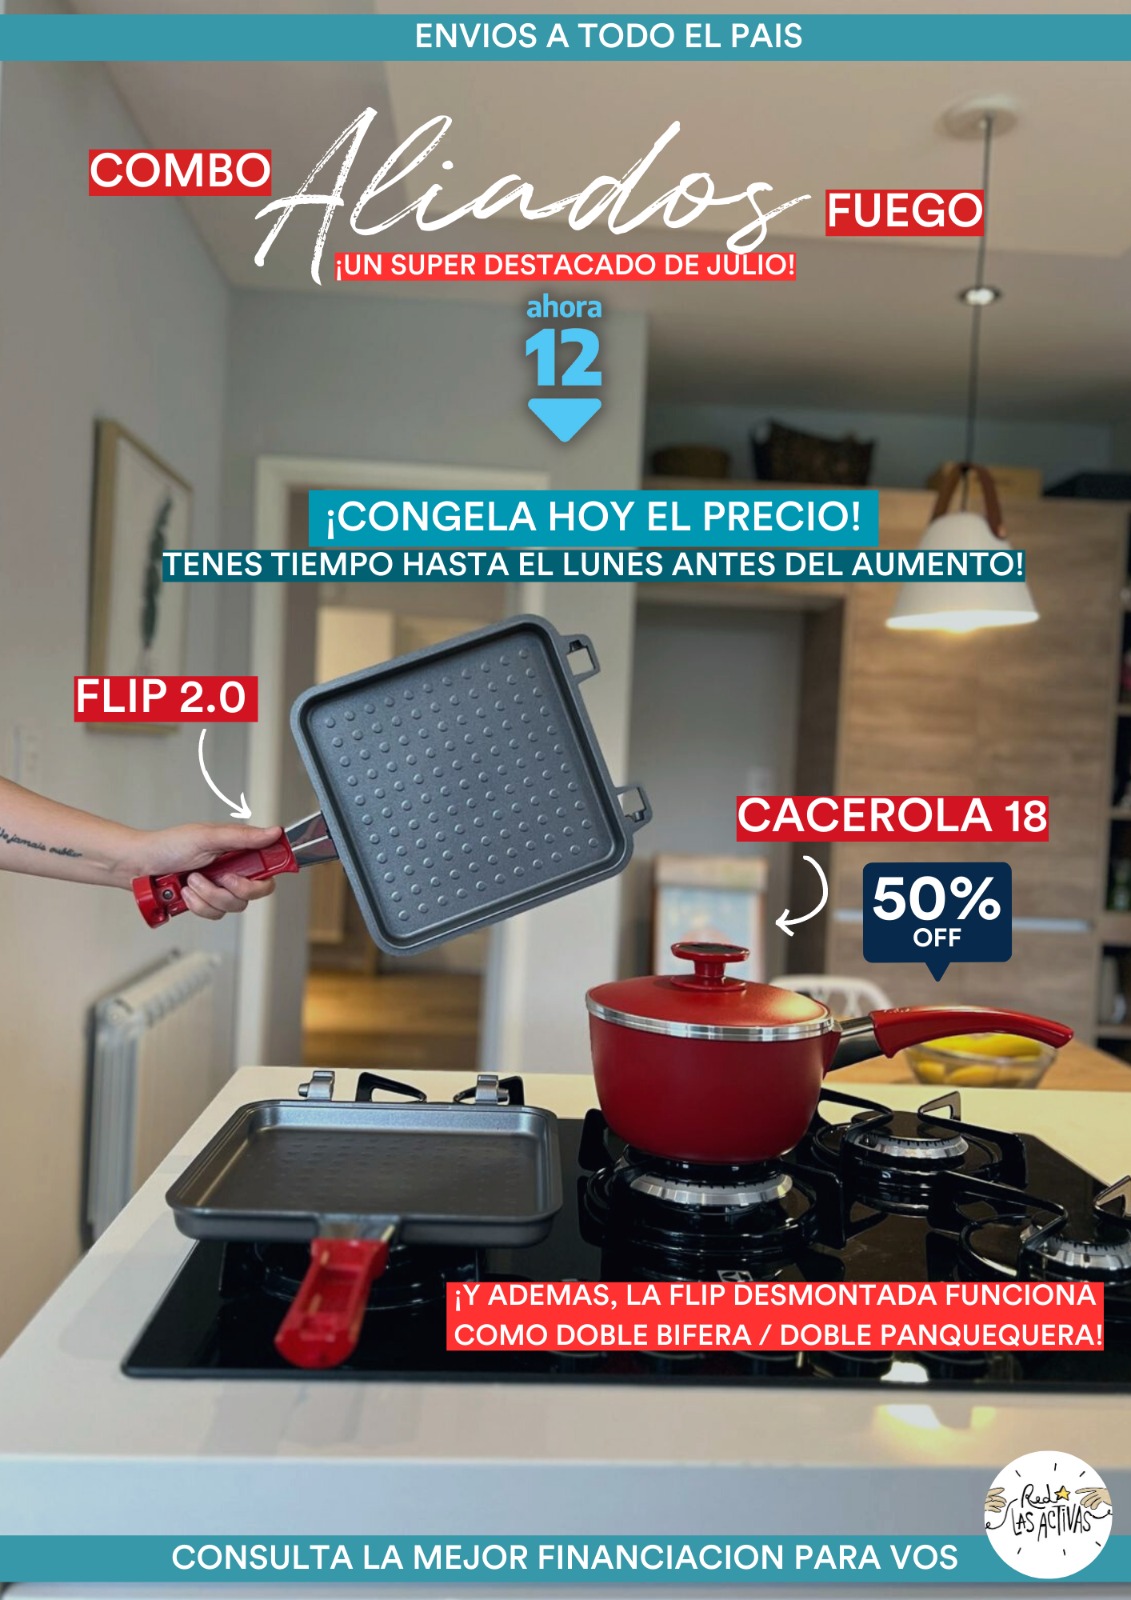 ENVIOS A TODO EL PAIS
COMBO
Aliados
FUEGO
¡UN SUPER DESTACADO DE JULIO!
ahora
12
¡CONGELA HOY EL PRECIO!
TENES TIEMPO HASTA EL LUNES ANTES DEL AUMENTO!
FLIP 2.0
CACEROLA 18
50%
OFF
jamais oublier
¡Y ADEMAS, LA FLIP DESMONTADA FUNCIONA
COMO DOBLE BIFERA / DOBLE PANQUEQUERA!
Red
LAS ACTIVAS
CONSULTA LA MEJOR FINANCIACION PARA VOS